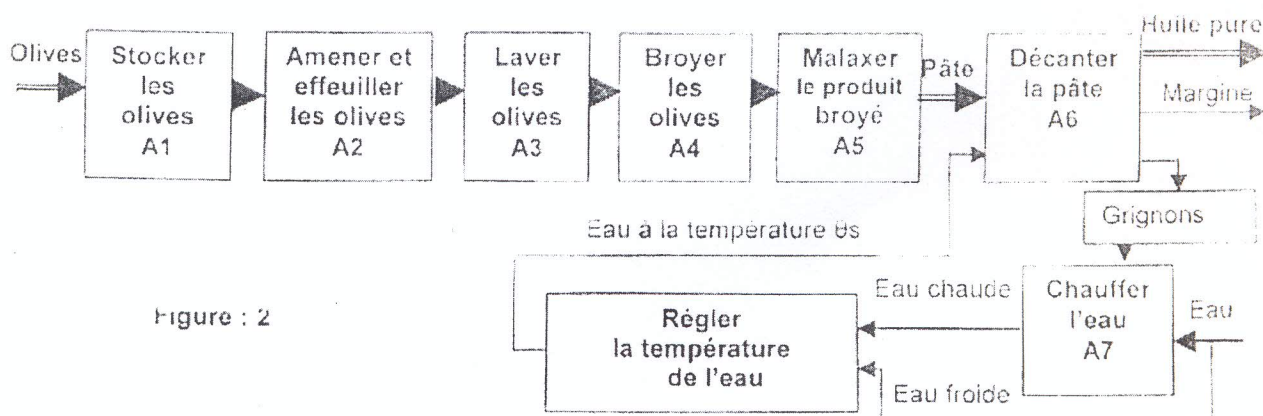 Olives
Stocker
les
olives
A1
Amener et
effeuiller
les olives
A2
Laver
les
olives
A3
Broyer
les
olives
A4
Malaxer
le produit
broyé
A5
Pâte
Décanter
la pâte
A6
Huile pure
Margine
Grignons
Eau à la température θs
Figure : 2
Régler
la température
de l'eau
Eau chaude
Eau froide
Chauffer
l'eau
A7
Eau